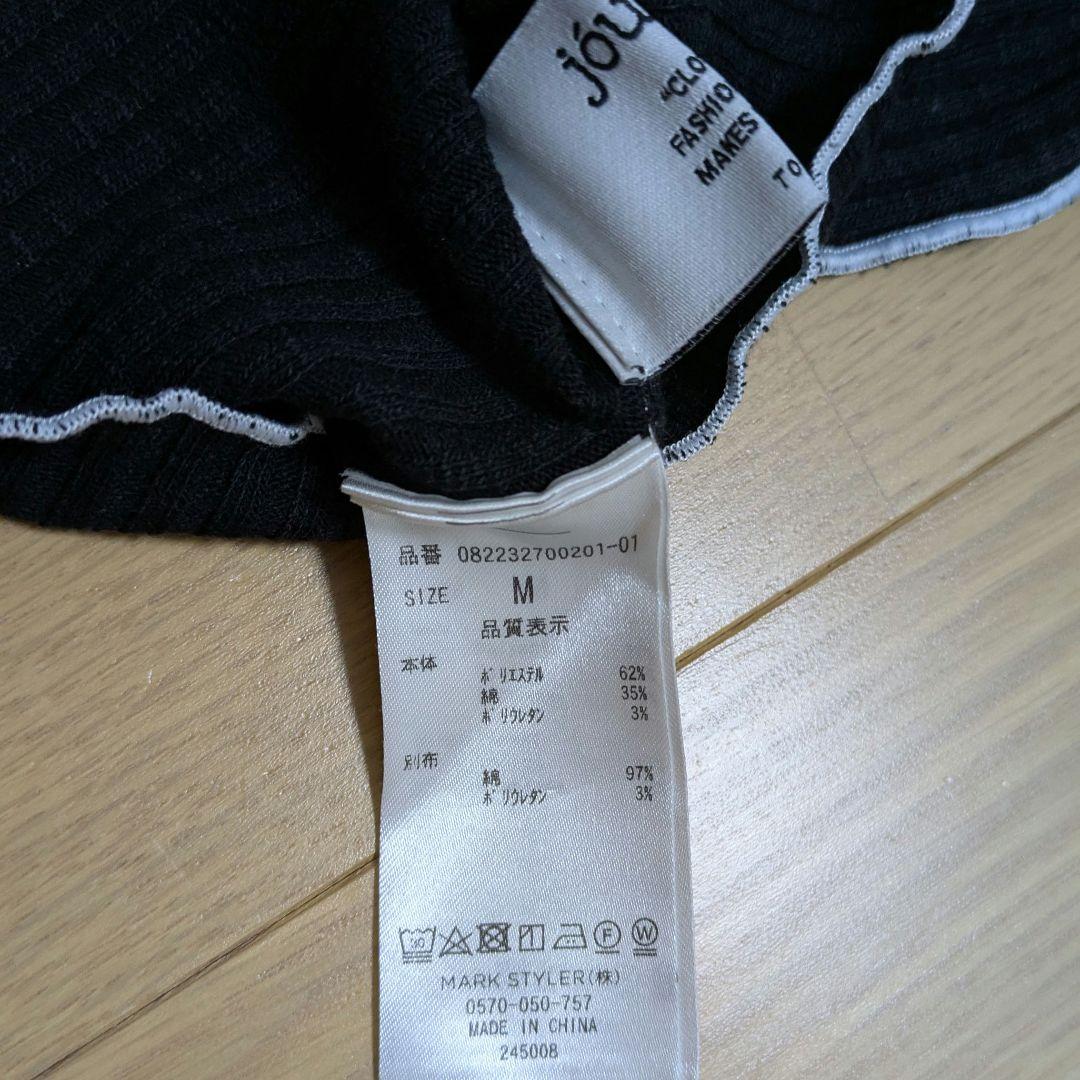 jóu
"CLO
FASHIO
MAKES
TO
品番 082232700201-01
SIZE M
品質表示
本体 ポリエステル 62%
綿 35%
ポリウレタン 3%
別布 綿 97%
ポリウレタン 3%
MARK STYLER(株)
0570-050-757
MADE IN CHINA
245008